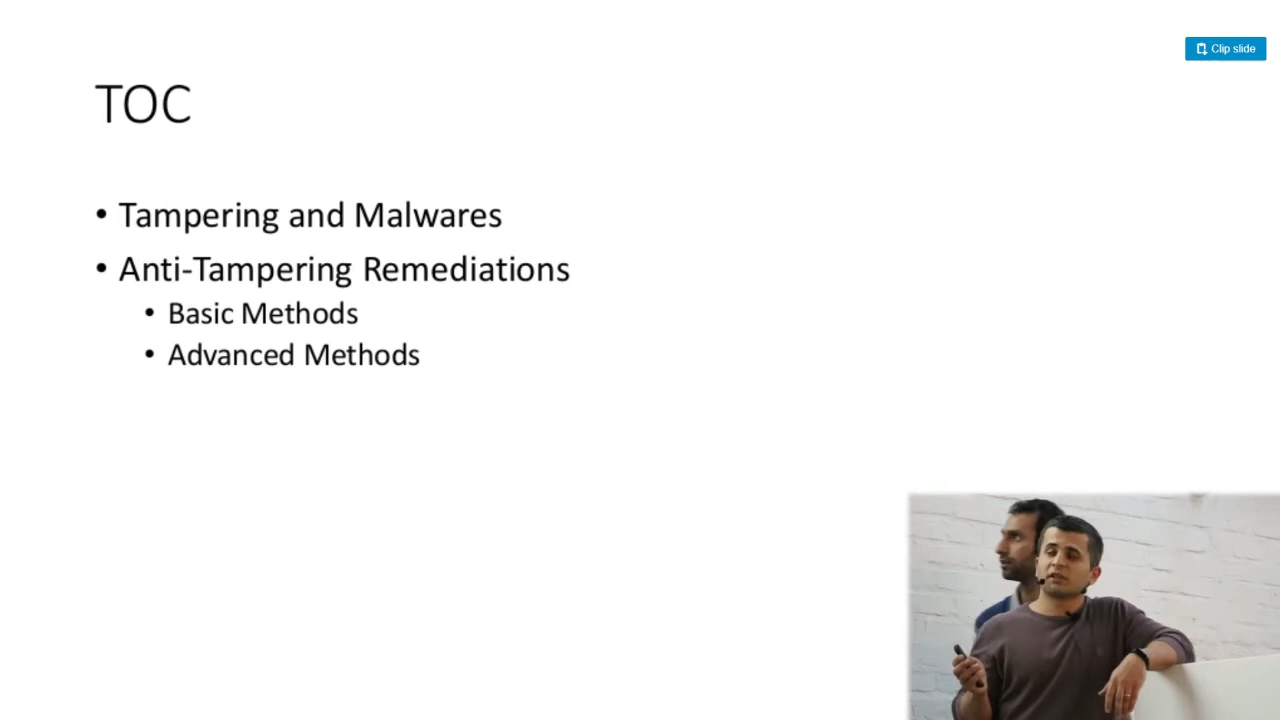 Clip slide
TOC
• Tampering and Malwares
• Anti-Tampering Remediations
• Basic Methods
• Advanced Methods